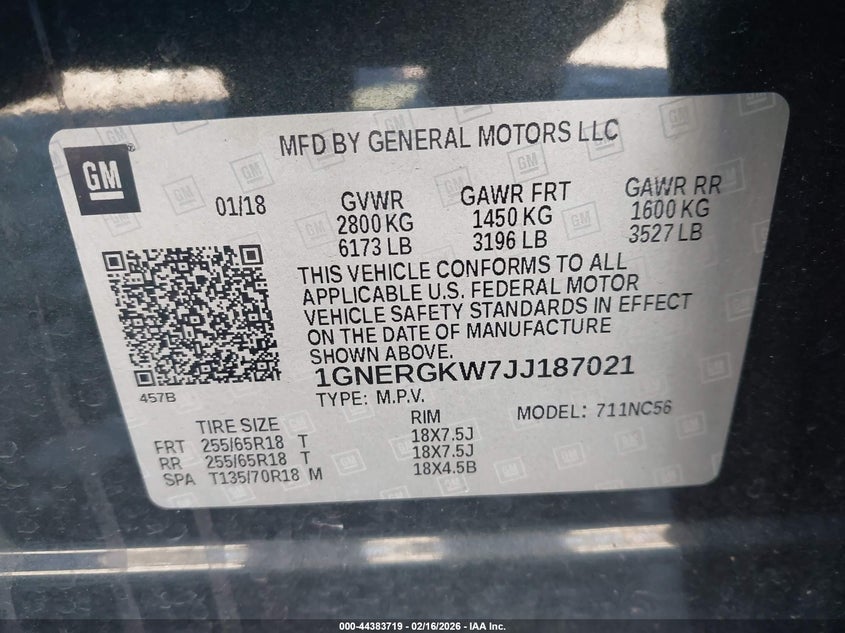 MFD BY GENERAL MOTORS LLC
GM
01/18
GVWR GAWR FRT GAWR RR
2800 KG 1450 KG 1600 KG
6173 LB 3196 LB 3527 LB
THIS VEHICLE CONFORMS TO ALL
APPLICABLE U.S. FEDERAL MOTOR
VEHICLE SAFETY STANDARDS IN EFFECT
ON THE DATE OF MANUFACTURE
SHOWN ABOVE.
1GNERGKW7JJ187021
457B
TYPE: M.P.V. MODEL: 711NC56
TIRE SIZE RIM
FRT 255/65R18 T 18X7.5J
RR 255/65R18 T 18X7.5J
SPA T135/70R18 M 18X4.5B
000-44383719 - 02/16/2026 - IAA Inc.